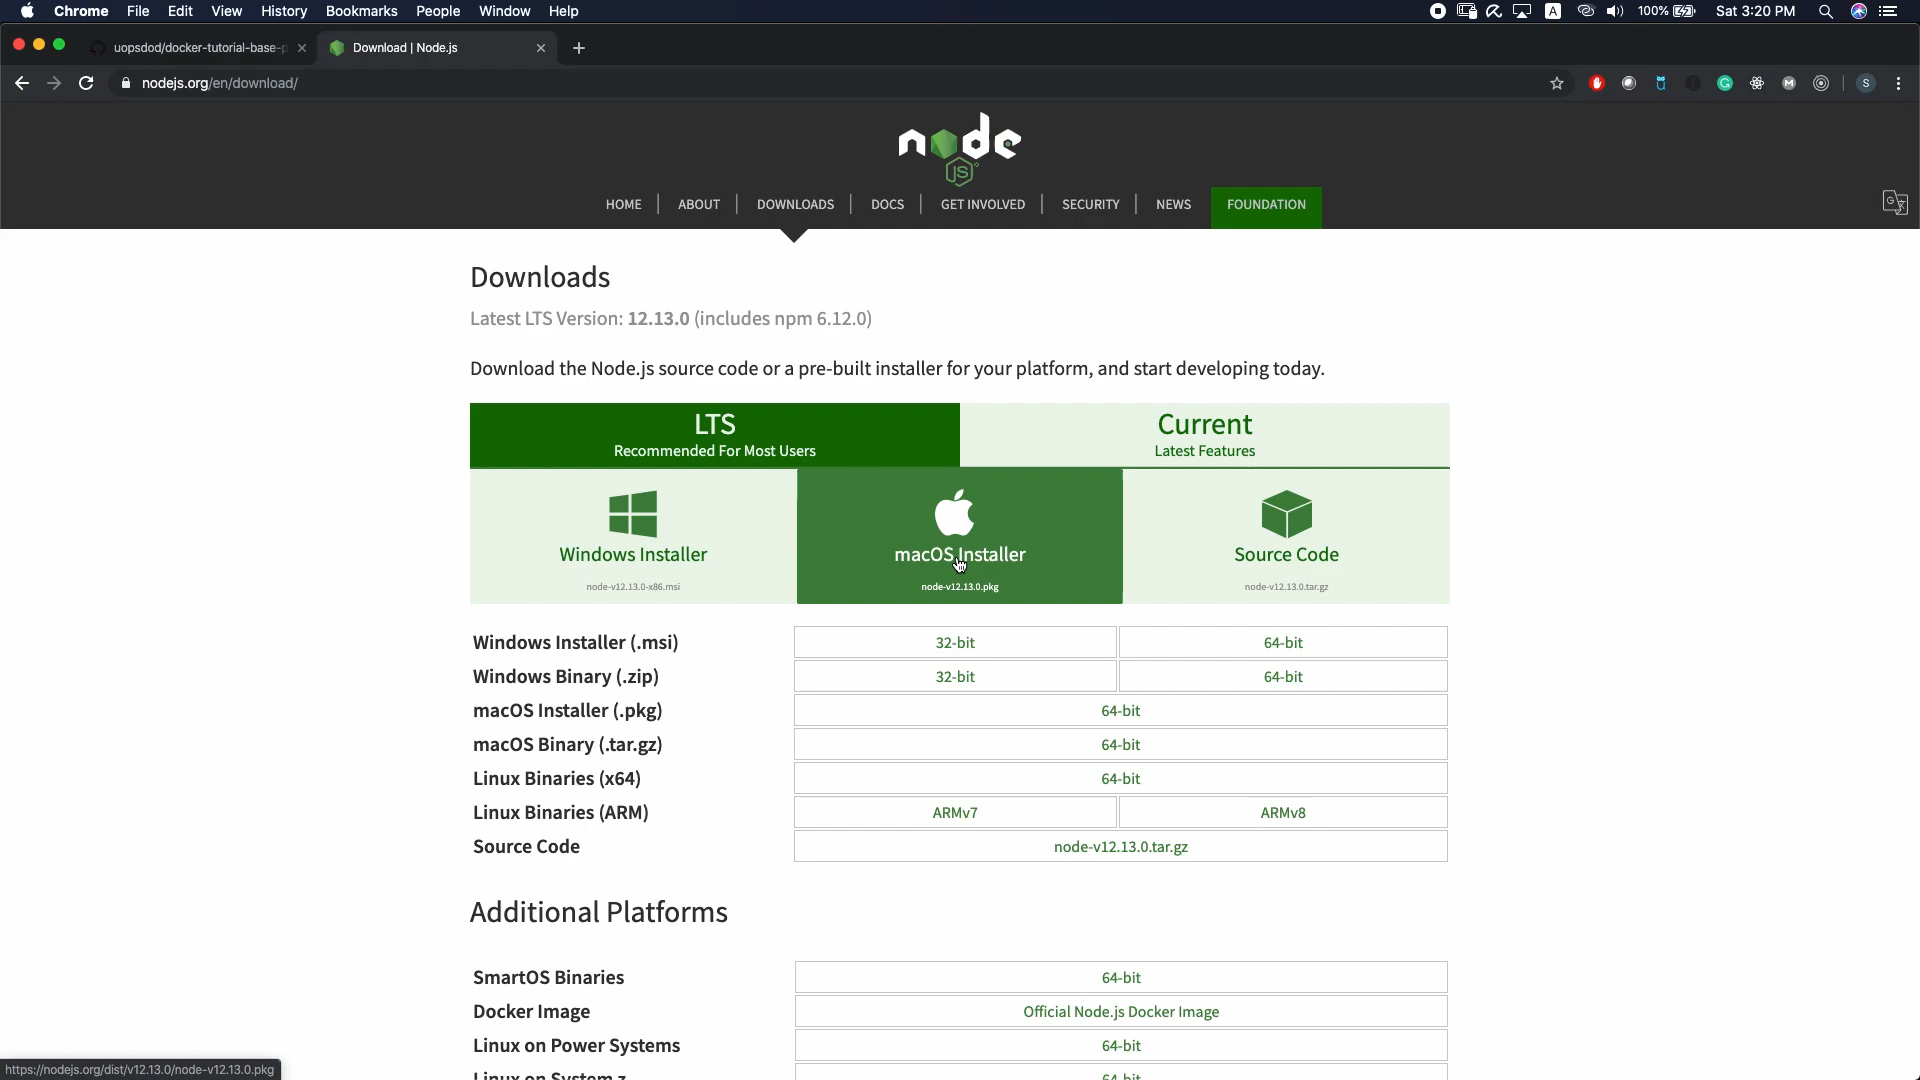 Chrome File Edit View History Bookmarks People Window Help A 100% Sat 3:20 PM
uopsdod/docker-tutorial-base-p Download | Node.js
nodejs.org/en/download/ S
node
JS
HOME ABOUT DOWNLOADS DOCS GET INVOLVED SECURITY NEWS FOUNDATION
Downloads
Latest LTS Version: 12.13.0 (includes npm 6.12.0)
Download the Node.js source code or a pre-built installer for your platform, and start developing today.
LTS Current
Recommended For Most Users Latest Features
Windows Installer macOS Installer Source Code
node-v12.13.0-x86.msi node-v12.13.0.pkg node-v12.13.0.tar.gz
Windows Installer (.msi) 32-bit 64-bit
Windows Binary (.zip) 32-bit 64-bit
macOS Installer (.pkg) 64-bit
macOS Binary (.tar.gz) 64-bit
Linux Binaries (x64) 64-bit
Linux Binaries (ARM) ARMv7 ARMv8
Source Code node-v12.13.0.tar.gz
Additional Platforms
SmartOS Binaries 64-bit
Docker Image Official Node.js Docker Image
Linux on Power Systems 64-bit
Linux on System z 64-bit
https://nodejs.org/dist/v12.13.0/node-v12.13.0.pkg